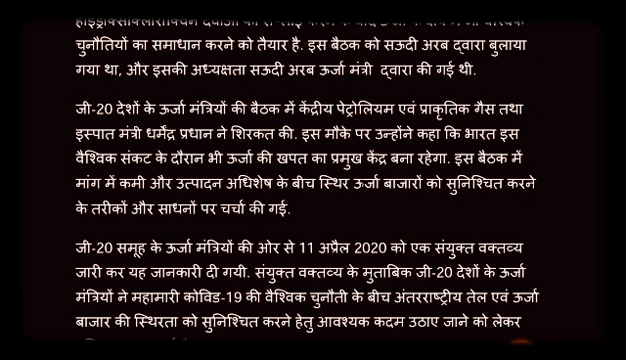 चुनौतियों का समाधान करने को तैयार है. इस बैठक को सऊदी अरब द्वारा बुलाया
गया था, और इसकी अध्यक्षता सऊदी अरब ऊर्जा मंत्री द्वारा की गई थी.
जी-20 देशों के ऊर्जा मंत्रियों की बैठक में केंद्रीय पेट्रोलियम एवं प्राकृतिक गैस तथा
इस्पात मंत्री धर्मेंद्र प्रधान ने शिरकत की. इस मौके पर उन्होंने कहा कि भारत इस
वैश्विक संकट के दौरान भी ऊर्जा की खपत का प्रमुख केंद्र बना रहेगा. इस बैठक में
मांग में कमी और उत्पादन अधिशेष के बीच स्थिर ऊर्जा बाजारों को सुनिश्चित करने
के तरीकों और साधनों पर चर्चा की गई.
जी-20 समूह के ऊर्जा मंत्रियों की ओर से 11 अप्रैल 2020 को एक संयुक्त वक्तव्य
जारी कर यह जानकारी दी गयी. संयुक्त वक्तव्य के मुताबिक जी-20 देशों के ऊर्जा
मंत्रियों ने महामारी कोविड-19 की वैश्विक चुनौती के बीच अंतरराष्ट्रीय तेल एवं ऊर्जा
बाजार की स्थिरता को सुनिश्चित करने हेतु आवश्यक कदम उठाए जाने को लेकर